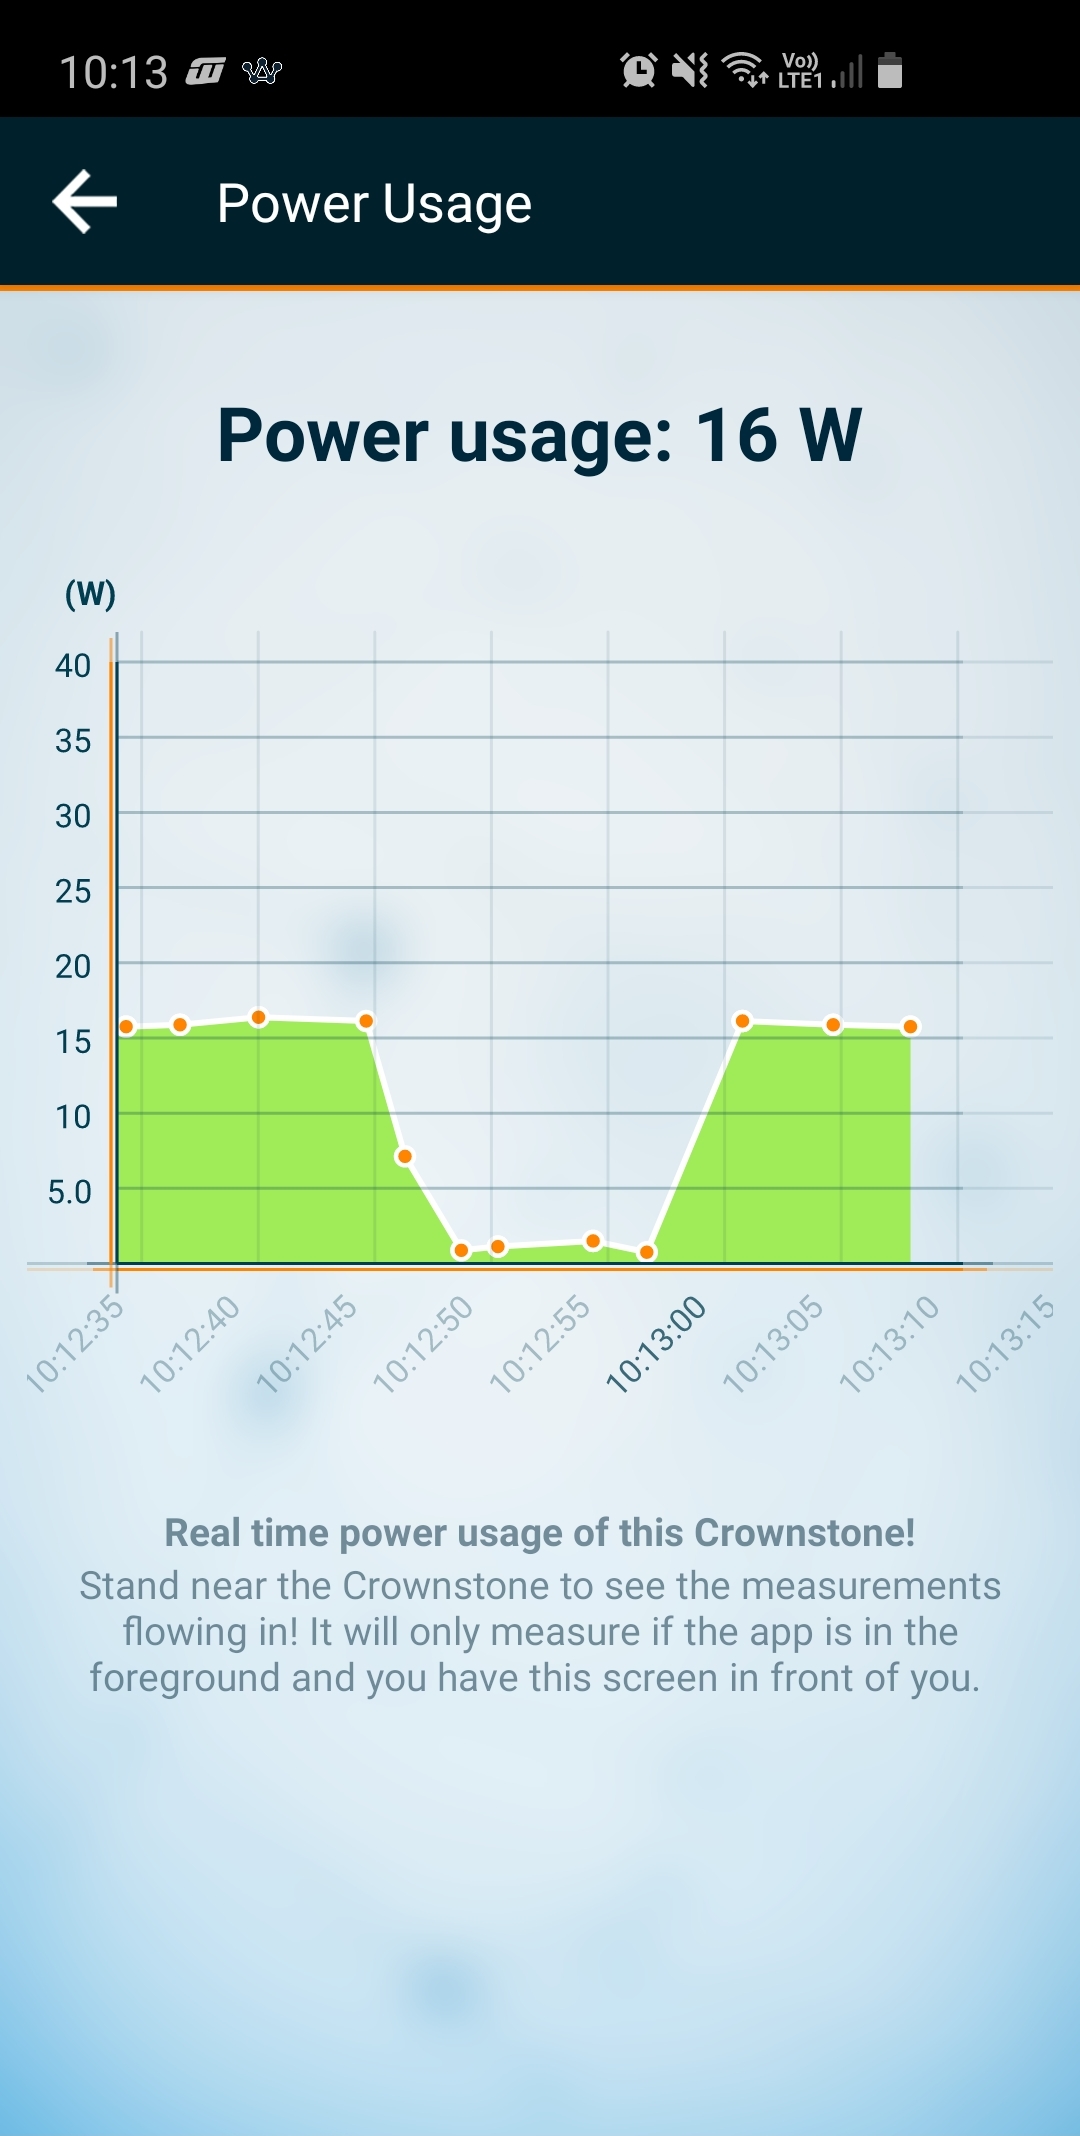 10:13
Vo))
LTE1
Power Usage
Power usage: 16 W
(W)
40
35
30
25
20
15
10
5.0
10:12:35
10:12:40
10:12:45
10:12:50
10:12:55
10:13:00
10:13:05
10:13:10
10:13:15
Real time power usage of this Crownstone!
Stand near the Crownstone to see the measurements
flowing in! It will only measure if the app is in the
foreground and you have this screen in front of you.